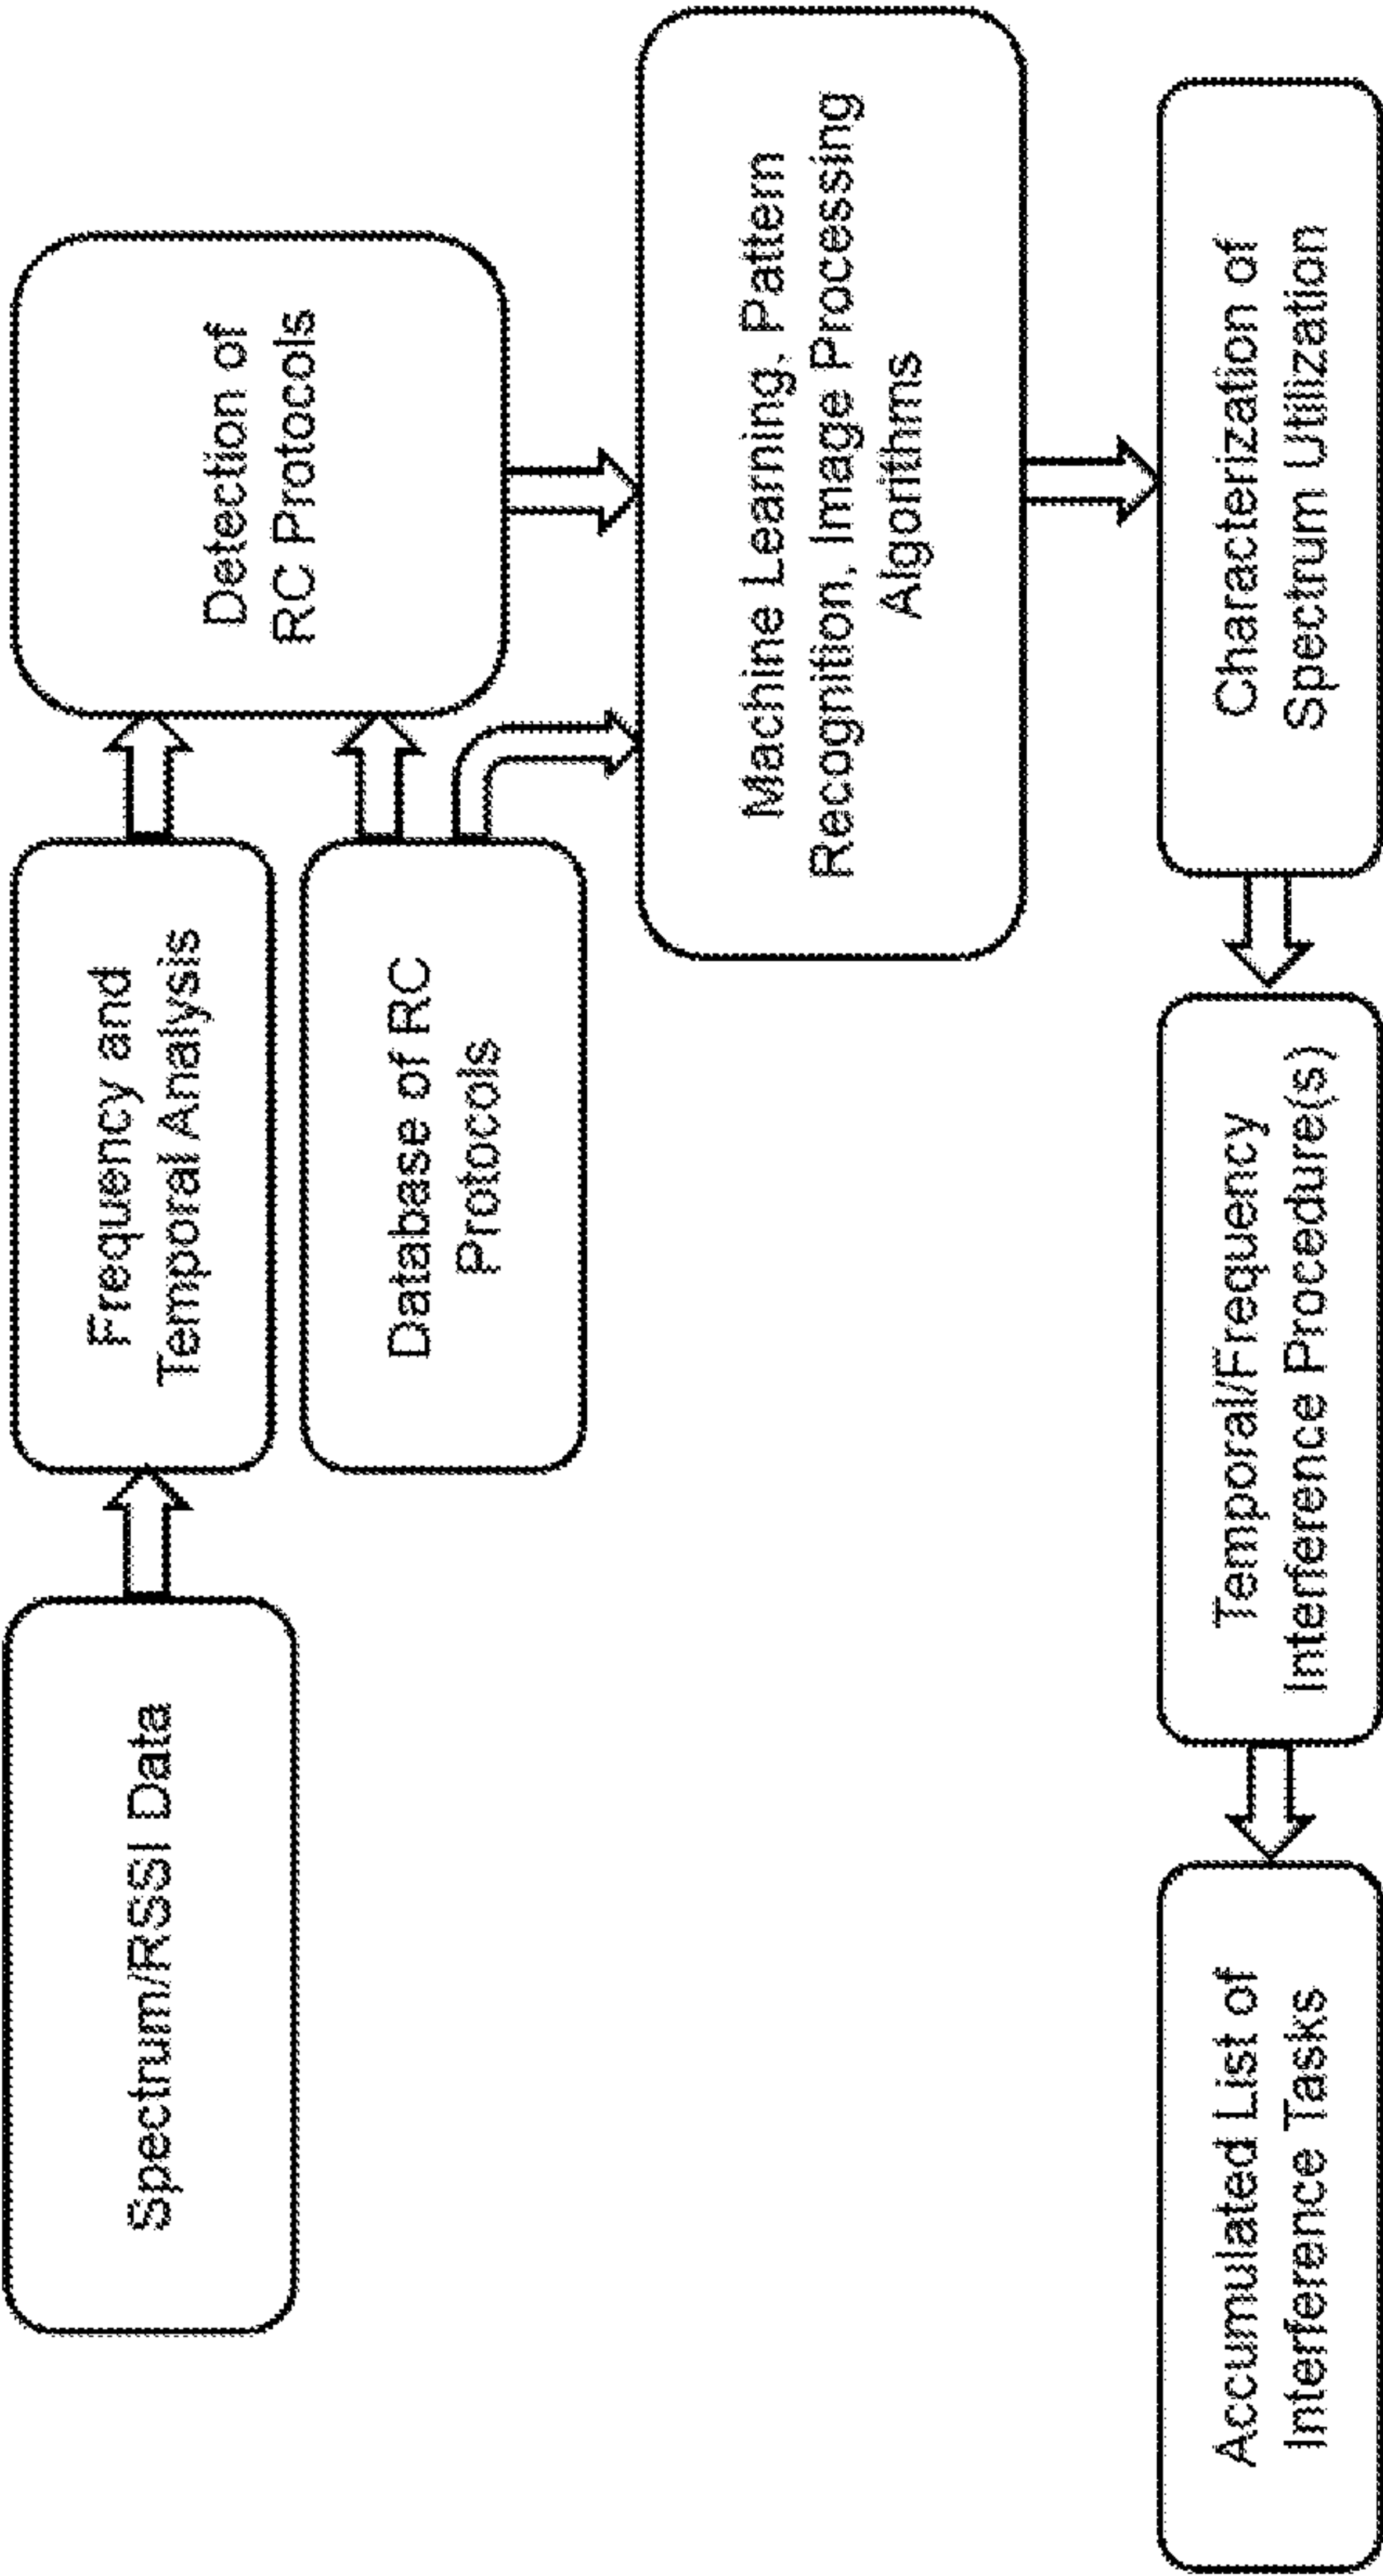 Spectrum/RSSI Data
Frequency and
Temporal Analysis
Database of RC
Protocols
Detection of
RC Protocols
Machine Learning, Pattern
Recognition, Image Processing
Algorithms
Characterization of
Spectrum Utilization
Temporal/Frequency
Interference Procedure(s)
Accumulated List of
Interference Tasks